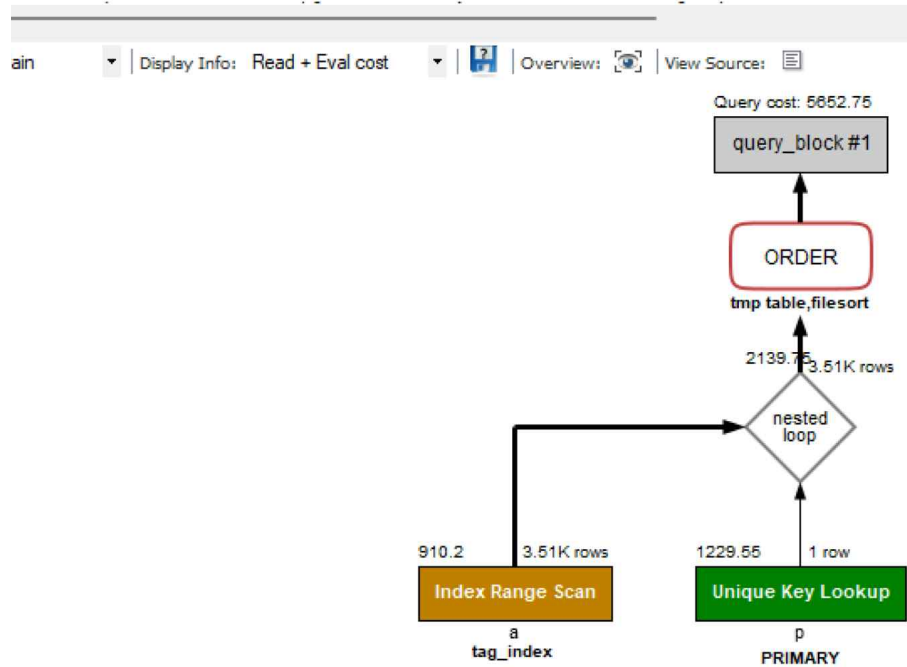 ain
Display Info: Read + Eval cost
Overview:
View Source:
Query cost: 5652.75
query_block #1
ORDER
tmp table,filesort
2139.75
3.51K rows
nested
loop
910.2
3.51K rows
1229.55
1 row
Index Range Scan
Unique Key Lookup
a
p
tag_index
PRIMARY